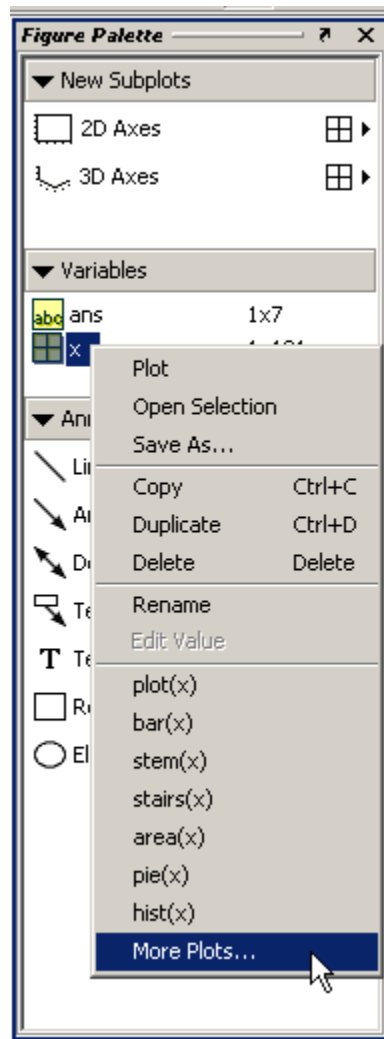 Figure Palette
New Subplots
2D Axes
3D Axes
Variables
ans 1x7
x
Plot
Open Selection
Save As...
Copy Ctrl+C
Duplicate Ctrl+D
Delete Delete
Rename
Edit Value
plot(x)
bar(x)
stem(x)
stairs(x)
area(x)
pie(x)
hist(x)
More Plots...
abc
T